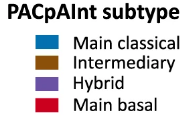 PACpAInt subtype
Main classical
Intermediary
Hybrid
Main basal